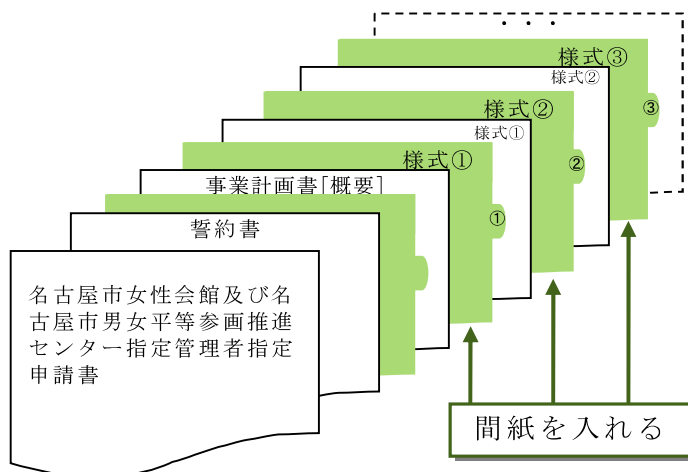 ・・・
様式③
様式②
③
様式②
様式①
②
様式①
事業計画書[概要]
①
誓約書
名古屋市女性会館及び名
古屋市男女平等参画推進
センター指定管理者指定
申請書
間紙を入れる